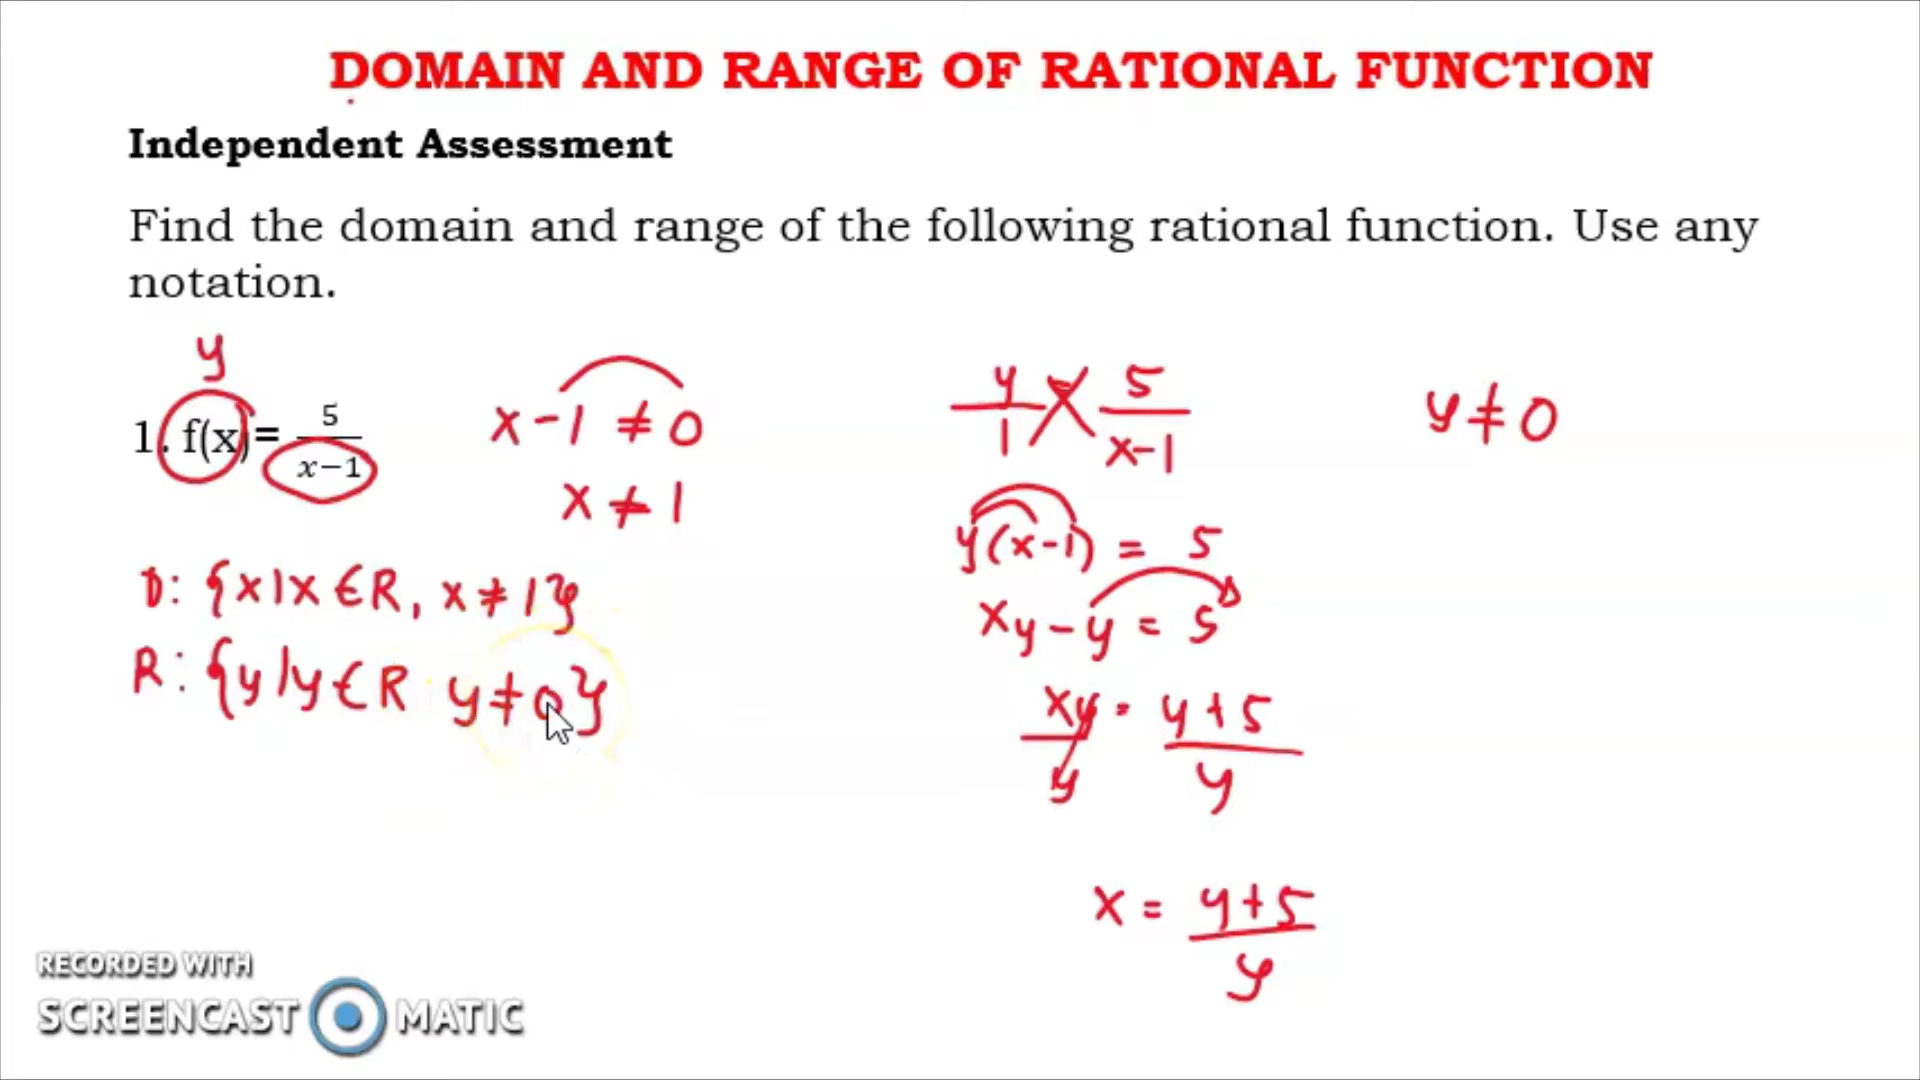 DOMAIN AND RANGE OF RATIONAL FUNCTION
Independent Assessment
Find the domain and range of the following rational function. Use any
notation.
y
1. f(x)= 5/(x−1)
x - 1 ≠ 0
x ≠ 1
D: {x|x ∈ R, x ≠ 1}
R: {y|y ∈ R y ≠ 0}
y/1 = 5/(x-1)
y(x-1) = 5
xy - y = 5
xy/y = (y+5)/y
x = (y+5)/y
y ≠ 0
RECORDED WITH
SCREENCAST MATIC